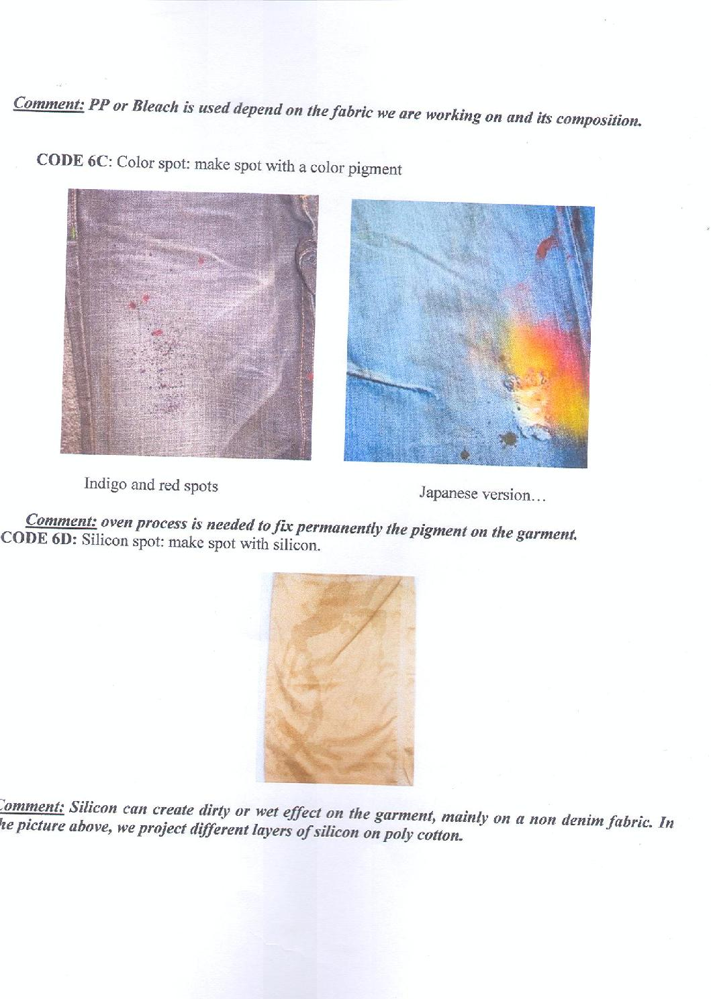 Comment: PP or Bleach is used depend on the fabric we are working on and its composition.
CODE 6C: Color spot: make spot with a color pigment
Indigo and red spots
Japanese version...
Comment: oven process is needed to fix permanently the pigment on the garment.
CODE 6D: Silicon spot: make spot with silicon.
Comment: Silicon can create dirty or wet effect on the garment, mainly on a non denim fabric. In
he picture above, we project different layers of silicon on poly cotton.